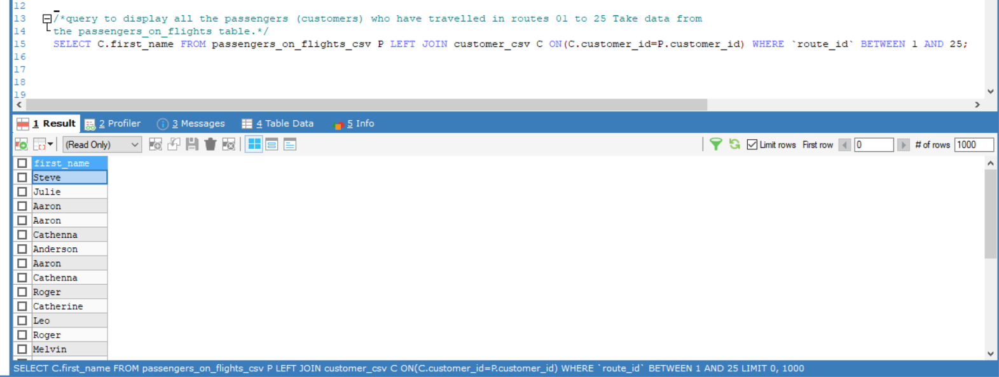 12
13 /*query to display all the passengers (customers) who have travelled in routes 01 to 25 Take data from
14 the passengers_on_flights table.*/
15 SELECT C.first_name FROM passengers_on_flights_csv P LEFT JOIN customer_csv C ON(C.customer_id=P.customer_id) WHERE `route_id` BETWEEN 1 AND 25;
16
17
18
19
1 Result 2 Profiler 3 Messages 4 Table Data 5 Info
(Read Only) Limit rows First row 0 # of rows 1000
first_name
Steve
Julie
Aaron
Aaron
Cathenna
Anderson
Aaron
Cathenna
Roger
Catherine
Leo
Roger
Melvin
SELECT C.first_name FROM passengers_on_flights_csv P LEFT JOIN customer_csv C ON(C.customer_id=P.customer_id) WHERE `route_id` BETWEEN 1 AND 25 LIMIT 0, 1000